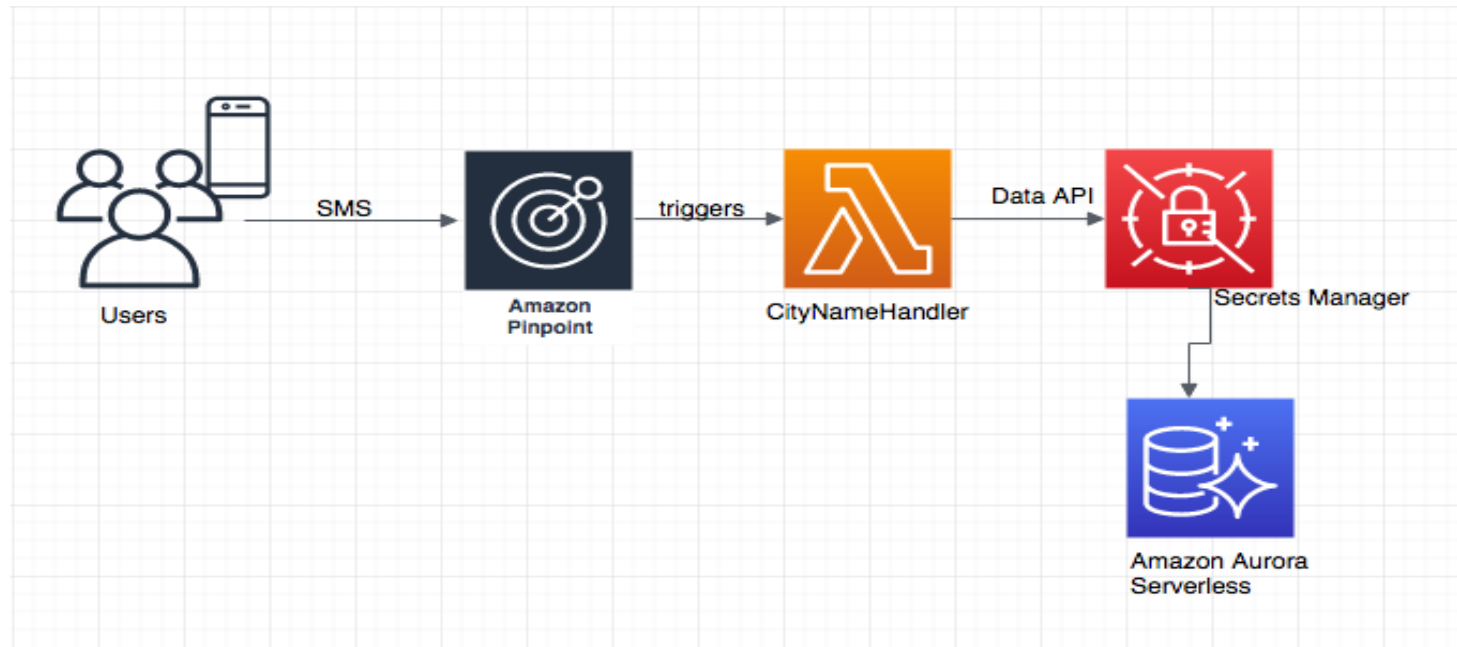 SMS
triggers
Data API
Users
Amazon
Pinpoint
CityNameHandler
Secrets Manager
Amazon Aurora
Serverless